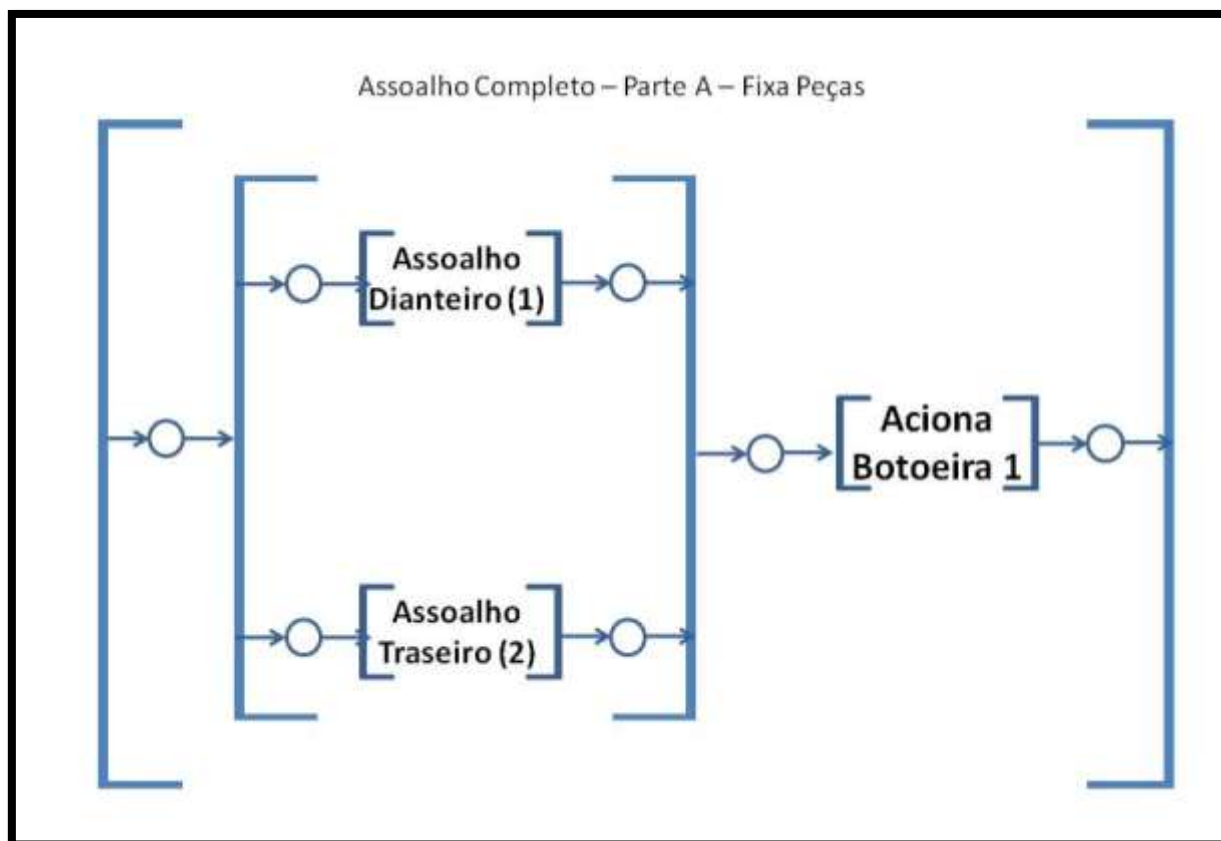 Assoalho Completo – Parte A – Fixa Peças
Assoalho
Dianteiro (1)
Aciona
Botoeira 1
Assoalho
Traseiro (2)